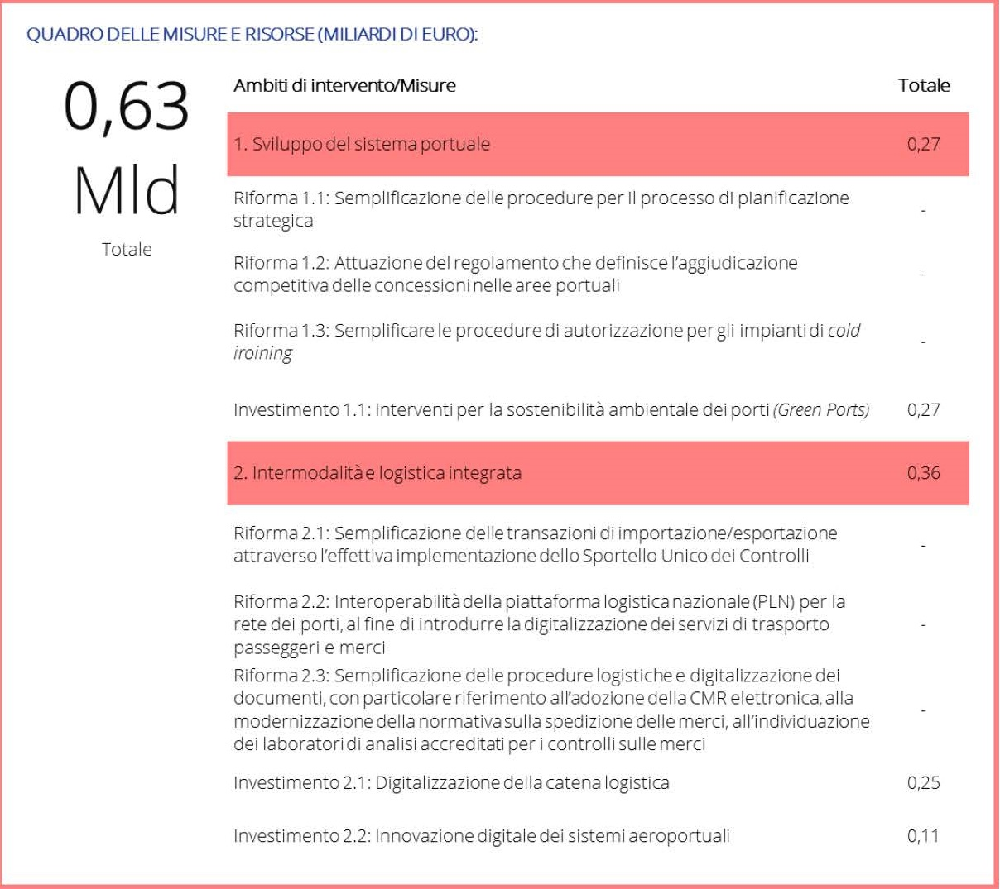 QUADRO DELLE MISURE E RISORSE (MILIARDI DI EURO):
0,63
Mld
Totale
Ambiti di intervento/Misure Totale
1. Sviluppo del sistema portuale 0,27
Riforma 1.1: Semplificazione delle procedure per il processo di pianificazione
strategica -
Riforma 1.2: Attuazione del regolamento che definisce l'aggiudicazione
competitiva delle concessioni nelle aree portuali -
Riforma 1.3: Semplificare le procedure di autorizzazione per gli impianti di cold
iroining -
Investimento 1.1: Interventi per la sostenibilità ambientale dei porti (Green Ports) 0,27
2. Intermodalità e logistica integrata 0,36
Riforma 2.1: Semplificazione delle transazioni di importazione/esportazione
attraverso l'effettiva implementazione dello Sportello Unico dei Controlli -
Riforma 2.2: Interoperabilità della piattaforma logistica nazionale (PLN) per la
rete dei porti, al fine di introdurre la digitalizzazione dei servizi di trasporto -
passeggeri e merci
Riforma 2.3: Semplificazione delle procedure logistiche e digitalizzazione dei
documenti, con particolare riferimento all'adozione della CMR elettronica, alla
modernizzazione della normativa sulla spedizione delle merci, all'individuazione -
dei laboratori di analisi accreditati per i controlli sulle merci
Investimento 2.1: Digitalizzazione della catena logistica 0,25
Investimento 2.2: Innovazione digitale dei sistemi aeroportuali 0,11